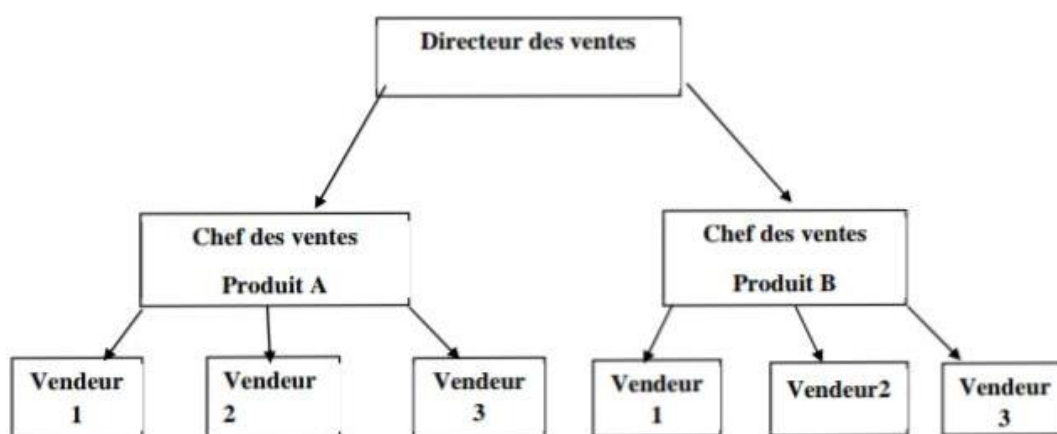 Directeur des ventes
Chef des ventes
Produit A
Chef des ventes
Produit B
Vendeur
1
Vendeur
2
Vendeur
3
Vendeur
1
Vendeur2
Vendeur
3